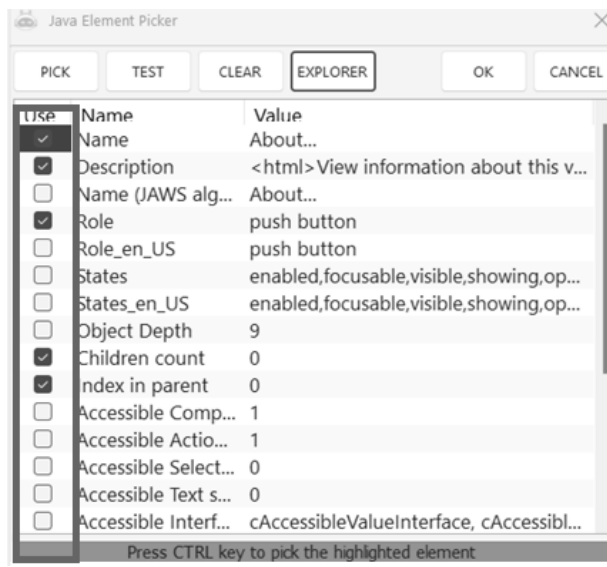 Java Element Picker
PICK TEST CLEAR EXPLORER OK CANCEL
Use Name Value
Name About...
Description <html>View information about this v...
Name (JAWS alg... About...
Role push button
Role_en_US push button
States enabled,focusable,visible,showing,op...
States_en_US enabled,focusable,visible,showing,op...
Object Depth 9
Children count 0
Index in parent 0
Accessible Comp... 1
Accessible Actio... 1
Accessible Select... 0
Accessible Text s... 0
Accessible Interf... cAccessibleValueInterface, cAccessibl...
Press CTRL key to pick the highlighted element